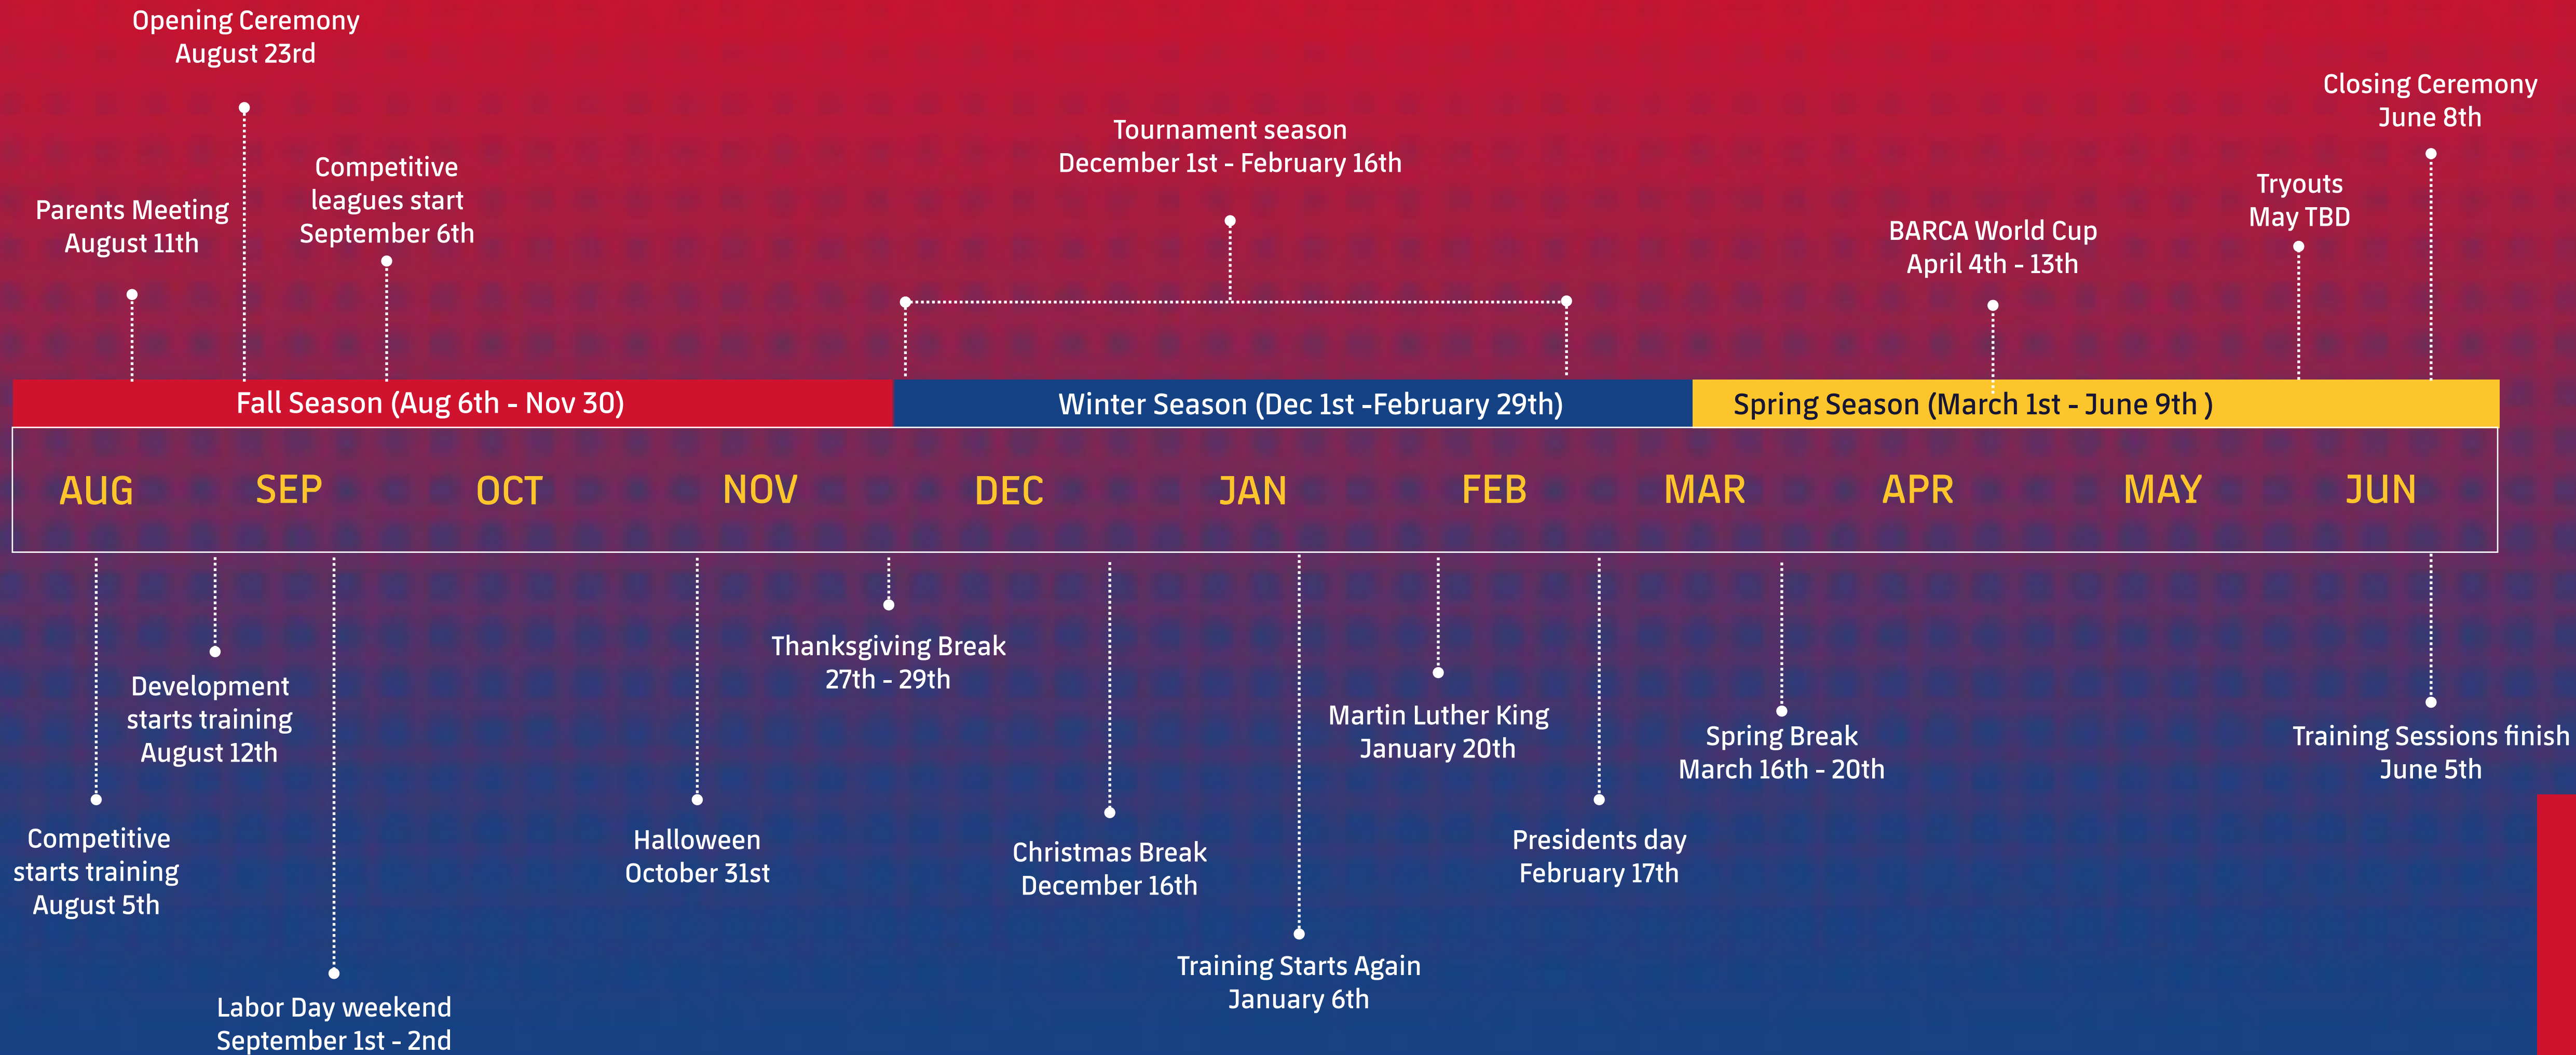 Opening Ceremony
August 23rd
Closing Ceremony
June 8th
Tournament season
December 1st - February 16th
Competitive
leagues start
September 6th
Tryouts
May TBD
Parents Meeting
August 11th
BARCA World Cup
April 4th - 13th
Fall Season (Aug 6th - Nov 30)
Winter Season (Dec 1st -February 29th)
Spring Season (March 1st - June 9th )
AUG SEP OCT NOV DEC JAN FEB MAR APR MAY JUN
Thanksgiving Break
27th - 29th
Development
starts training
August 12th
Martin Luther King
January 20th
Spring Break
March 16th - 20th
Training Sessions finish
June 5th
Competitive
starts training
August 5th
Halloween
October 31st
Christmas Break
December 16th
Presidents day
February 17th
Training Starts Again
January 6th
Labor Day weekend
September 1st - 2nd